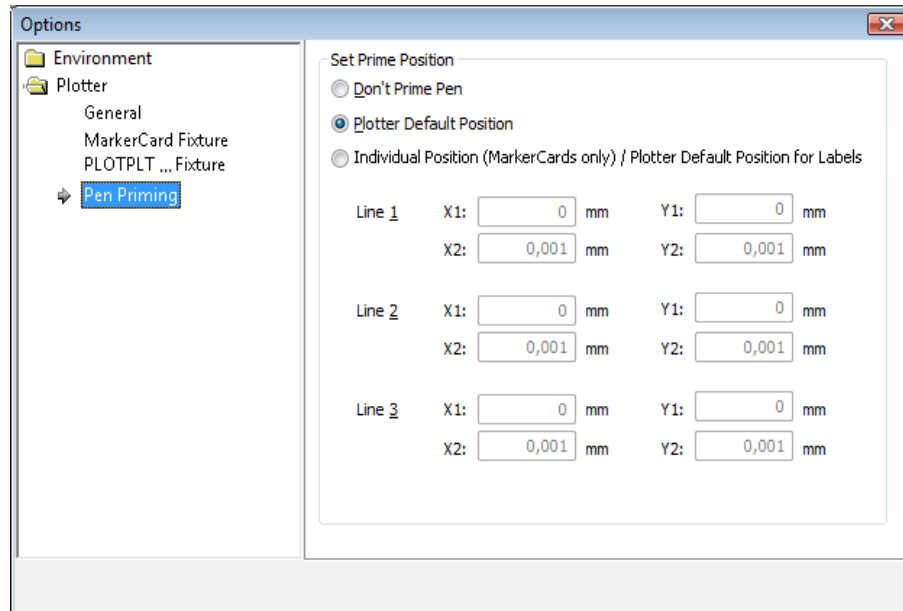 Options
Environment
Plotter
General
MarkerCard Fixture
PLOTPLT ... Fixture
Pen Priming
Set Prime Position
Don't Prime Pen
Plotter Default Position
Individual Position (MarkerCards only) / Plotter Default Position for Labels
Line 1 X1: 0 mm Y1: 0 mm
X2: 0,001 mm Y2: 0,001 mm
Line 2 X1: 0 mm Y1: 0 mm
X2: 0,001 mm Y2: 0,001 mm
Line 3 X1: 0 mm Y1: 0 mm
X2: 0,001 mm Y2: 0,001 mm